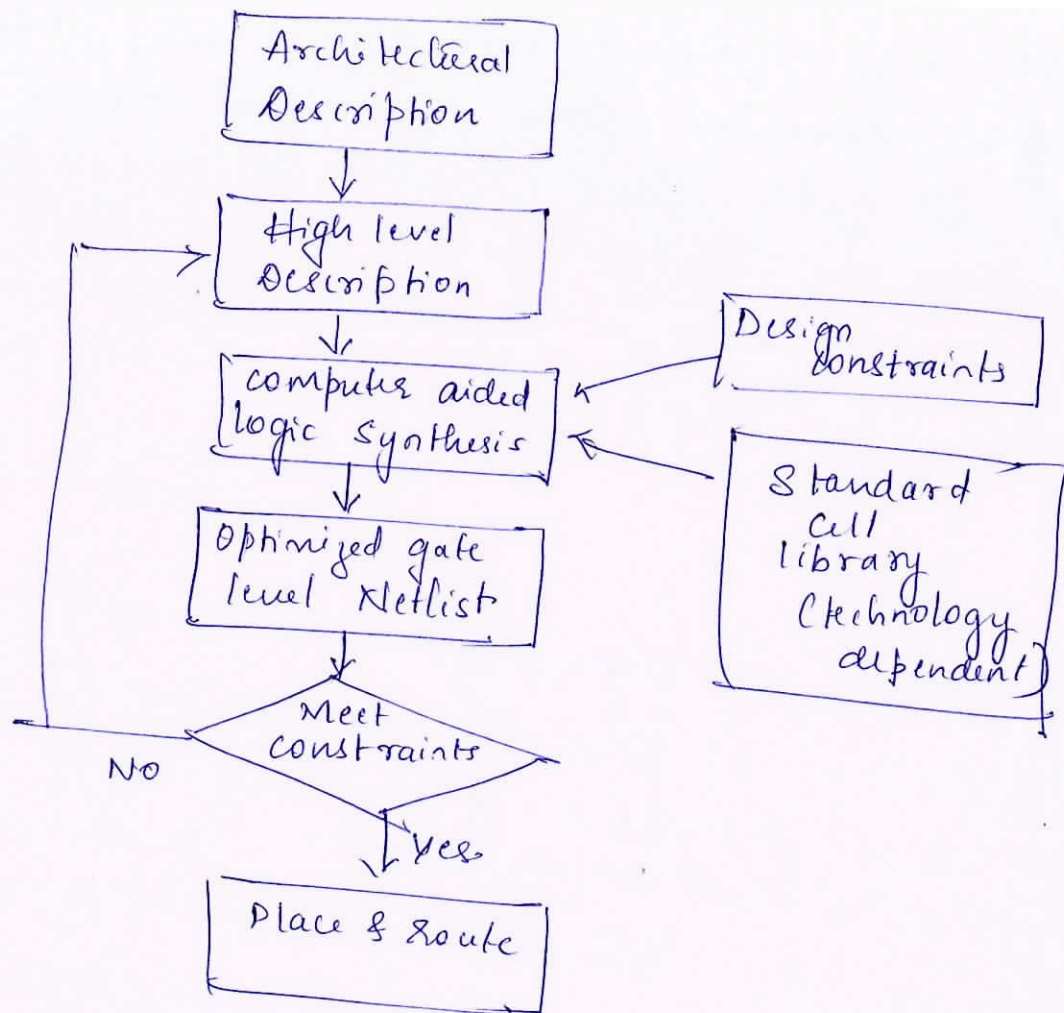 Architectural
Description
High level
Description
computer aided
logic synthesis
Design
constraints
Optimized gate
level Netlist
Standard
cell
library
(technology
dependent)
Meet
constraints
NO
Yes
Place & Route